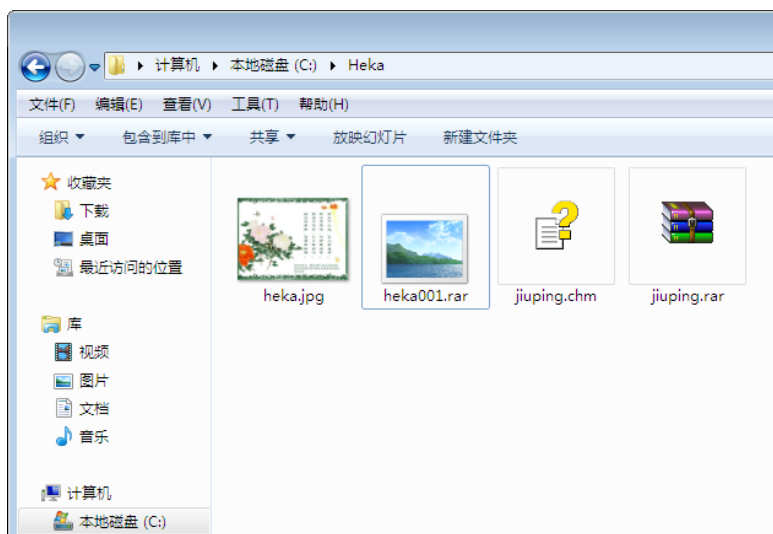 计算机 本地磁盘 (C:) Heka
文件(F) 编辑(E) 查看(V) 工具(T) 帮助(H)
组织 包含到库中 共享 放映幻灯片 新建文件夹
收藏夹
下载
桌面
最近访问的位置
库
视频
图片
文档
音乐
计算机
本地磁盘 (C:)
heka.jpg heka001.rar jiuping.chm jiuping.rar